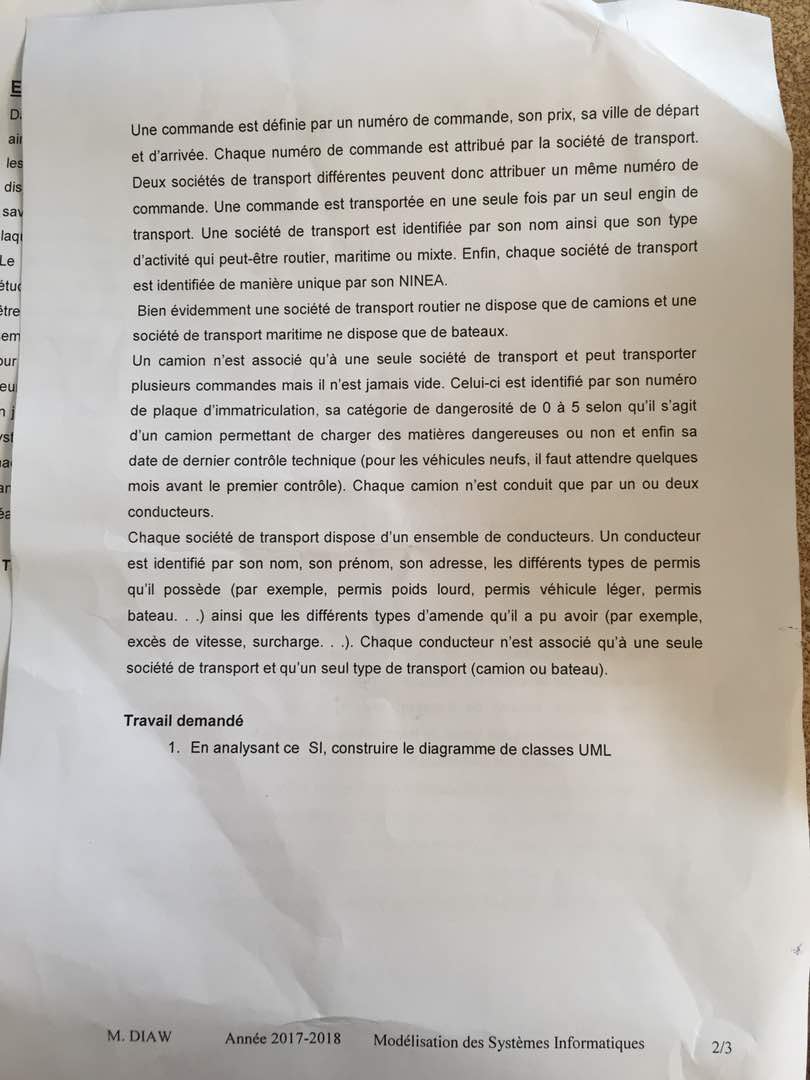 Une commande est définie par un numéro de commande, son prix, sa ville de départ
et d'arrivée. Chaque numéro de commande est attribué par la société de transport.
Deux sociétés de transport différentes peuvent donc attribuer un même numéro de
commande. Une commande est transportée en une seule fois par un seul engin de
transport. Une société de transport est identifiée par son nom ainsi que son type
d'activité qui peut-être routier, maritime ou mixte. Enfin, chaque société de transport
est identifiée de manière unique par son NINEA.
Bien évidemment une société de transport routier ne dispose que de camions et une
société de transport maritime ne dispose que de bateaux.
Un camion n'est associé qu'à une seule société de transport et peut transporter
plusieurs commandes mais il n'est jamais vide. Celui-ci est identifié par son numéro
de plaque d'immatriculation, sa catégorie de dangerosité de 0 à 5 selon qu'il s'agit
d'un camion permettant de charger des matières dangereuses ou non et enfin sa
date de dernier contrôle technique (pour les véhicules neufs, il faut attendre quelques
mois avant le premier contrôle). Chaque camion n'est conduit que par un ou deux
conducteurs.
Chaque société de transport dispose d'un ensemble de conducteurs. Un conducteur
est identifié par son nom, son prénom, son adresse, les différents types de permis
qu'il possède (par exemple, permis poids lourd, permis véhicule léger, permis
bateau. . .) ainsi que les différents types d'amende qu'il a pu avoir (par exemple,
excès de vitesse, surcharge. . .). Chaque conducteur n'est associé qu'à une seule
société de transport et qu'un seul type de transport (camion ou bateau).
Travail demandé
1. En analysant ce SI, construire le diagramme de classes UML
M. DIAW Année 2017-2018 Modélisation des Systèmes Informatiques 2/3